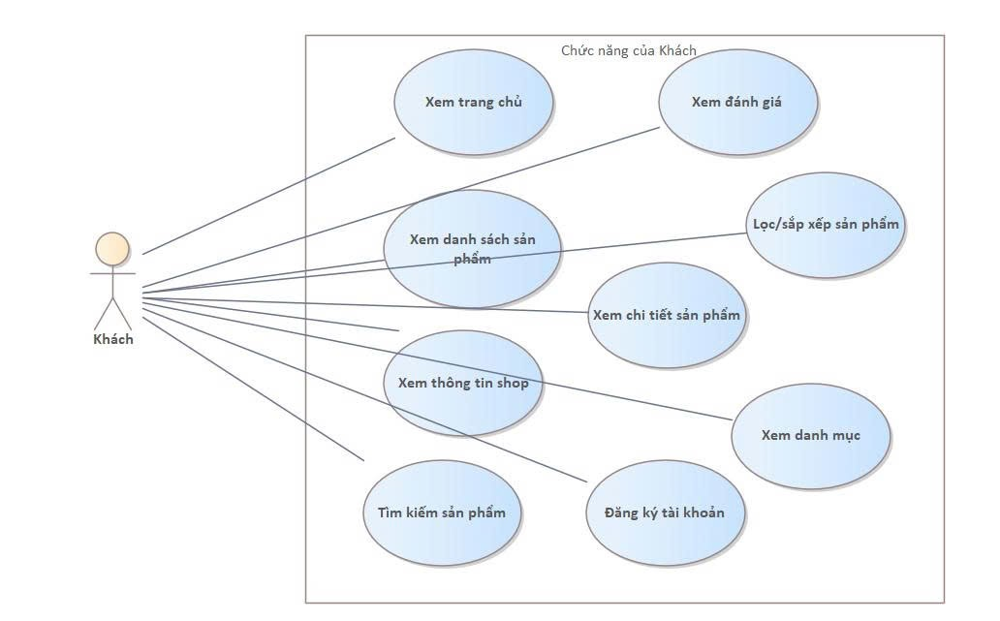 Chức năng của Khách
Xem trang chủ
Xem đánh giá
Xem danh sách sản
phẩm
Lọc/sắp xếp sản phẩm
Xem chi tiết sản phẩm
Khách
Xem thông tin shop
Xem danh mục
Tìm kiếm sản phẩm
Đăng ký tài khoản